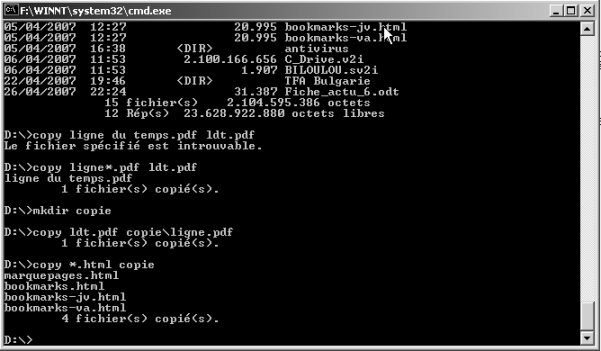 F:\WINNT\system32\cmd.exe
05/04/2007  12:27            20.995 bookmarks-jv.html
05/04/2007  12:27            20.995 bookmarks-va.html
05/04/2007  16:38    <DIR>          antivirus
06/04/2007  11:53     2.100.166.656 C_Drive.v2i
06/04/2007  11:53             1.907 BILOULOU.sv2i
22/04/2007  19:46    <DIR>          TFA Bulgarie
26/04/2007  22:24            31.387 Fiche_actu_6.odt
15 fichier(s)    2.104.595.386 octets
12 Rép(s)  23.628.922.880 octets libres
D:\>copy ligne du temps.pdf ldt.pdf
Le fichier spécifié est introuvable.
D:\>copy ligne*.pdf ldt.pdf
ligne du temps.pdf
1 fichier(s) copié(s).
D:\>mkdir copie
D:\>copy ldt.pdf copie\ligne.pdf
1 fichier(s) copié(s).
D:\>copy *.html copie
marquepages.html
bookmarks.html
bookmarks-jv.html
bookmarks-va.html
4 fichier(s) copié(s).
D:\>